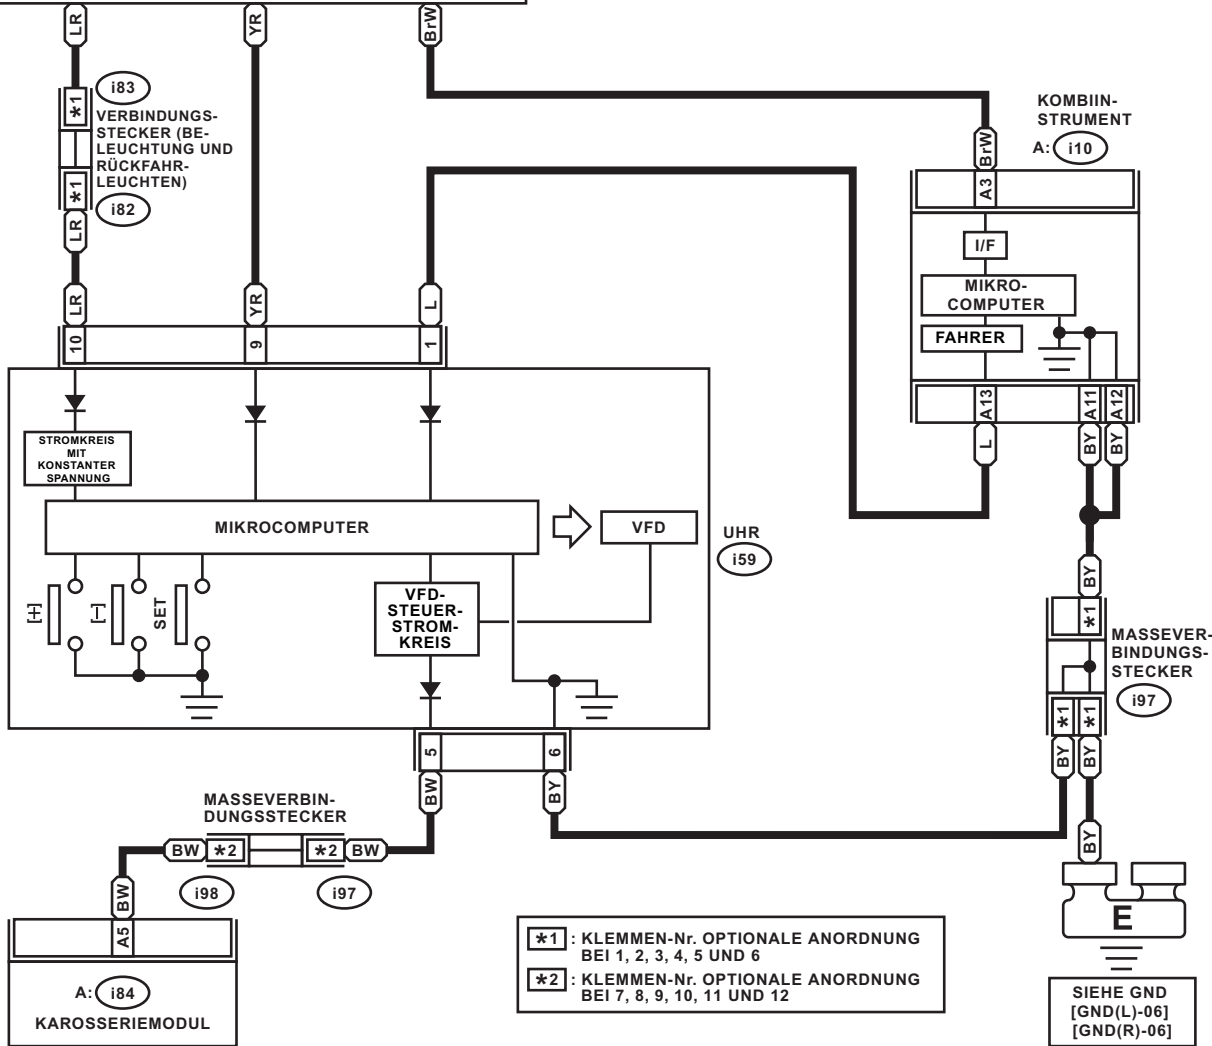 LR
YR
BrW
i83
*1
VERBINDUNGS-
STECKER (BE-
LEUCHTUNG UND
RÜCKFAHR-
LEUCHTEN)
*1
i82
LR
LR
YR
L
10
9
1
KOMBIIN-
STRUMENT
A: i10
BrW
A3
I/F
MIKRO-
COMPUTER
FAHRER
A13
A11
A12
L
BY
BY
STROMKREIS
MIT
KONSTANTER
SPANNUNG
MIKROCOMPUTER
VFD
UHR
i59
[+]
[–]
SET
VFD-
STEUER-
STROM-
KREIS
BY
*1
MASSEVER-
BINDUNGS-
STECKER
i97
*1
*1
BY
BY
5
6
BW
BY
MASSEVERBIN-
DUNGSSTECKER
BW *2 *2 BW
i98
i97
BW
A5
A: i84
KAROSSERIEMODUL
*1 : KLEMMEN-Nr. OPTIONALE ANORDNUNG
BEI 1, 2, 3, 4, 5 UND 6
*2 : KLEMMEN-Nr. OPTIONALE ANORDNUNG
BEI 7, 8, 9, 10, 11 UND 12
BY
E
SIEHE GND
[GND(L)-06]
[GND(R)-06]